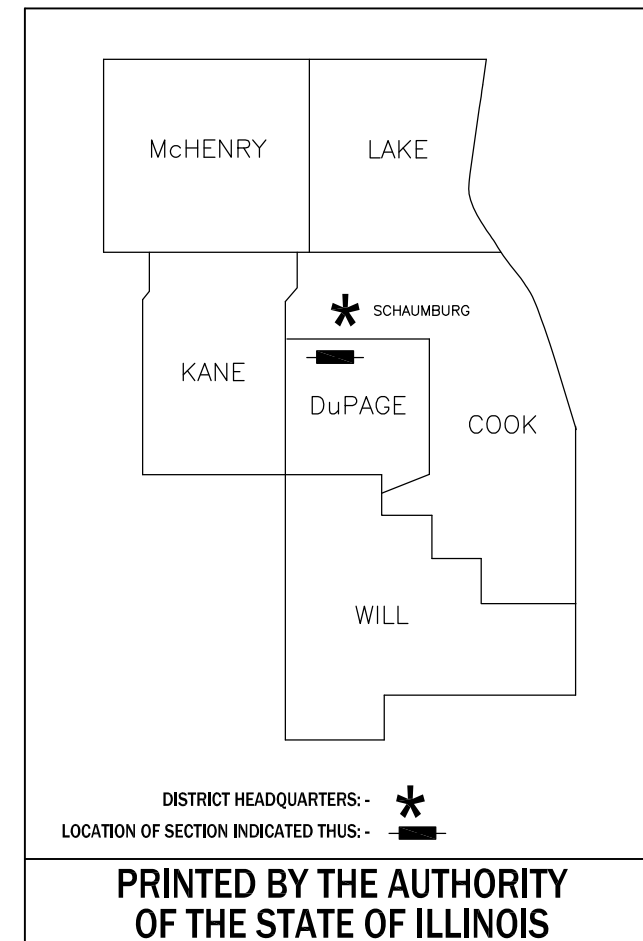 McHENRY
LAKE
SCHAUMBURG
KANE
DuPAGE
COOK
WILL
DISTRICT HEADQUARTERS: -
LOCATION OF SECTION INDICATED THUS: -
PRINTED BY THE AUTHORITY
OF THE STATE OF ILLINOIS